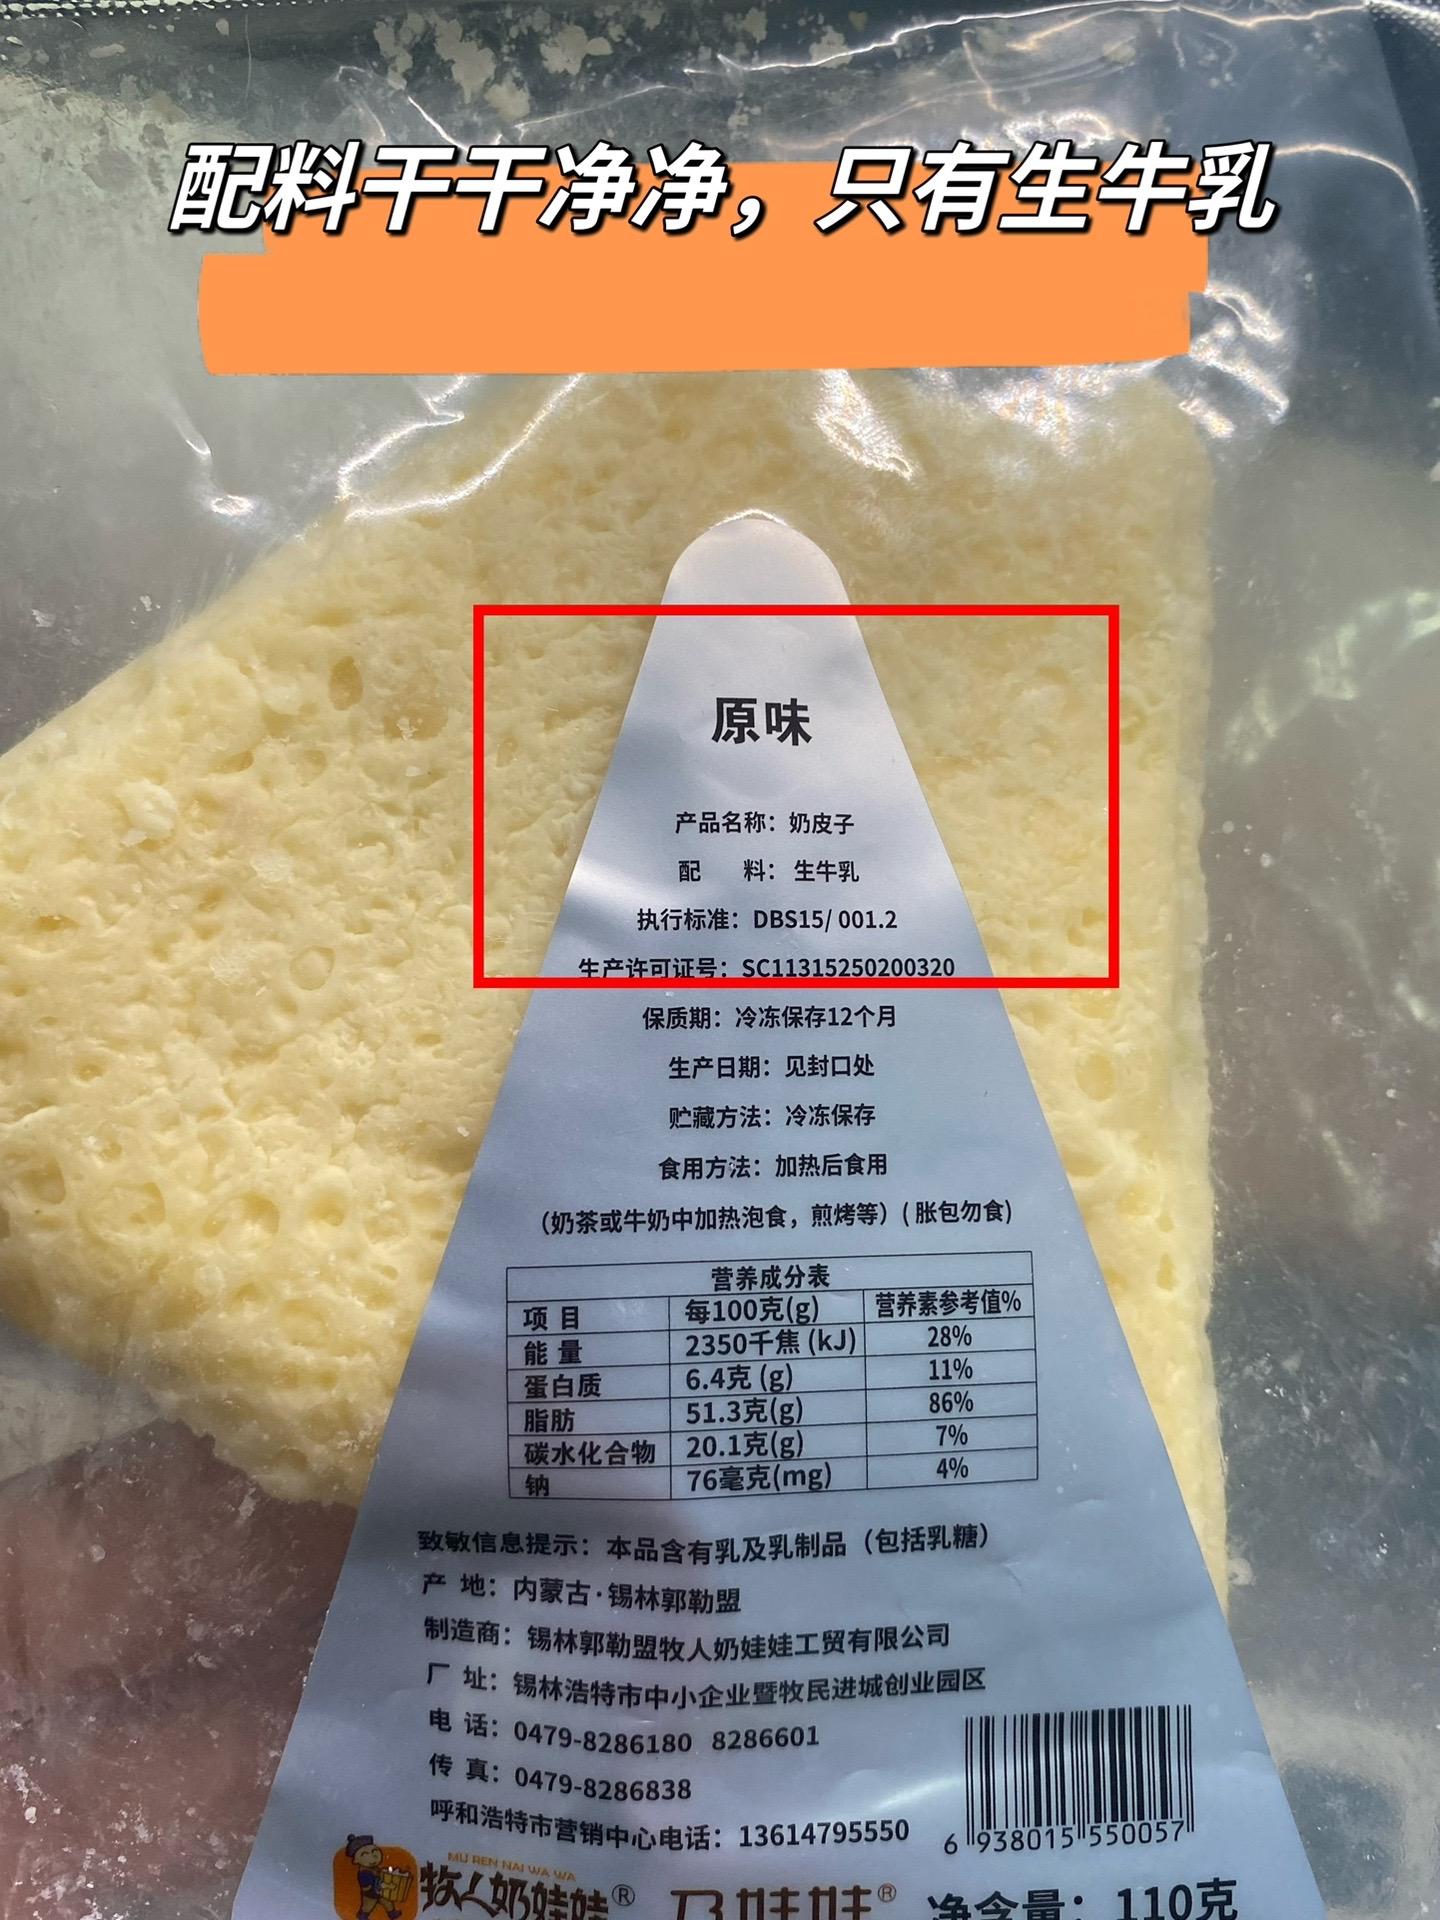 配料干干净净，只有生牛乳
原味
产品名称：奶皮子
配 料：生牛乳
执行标准：DBS15/ 001.2
生产许可证号：SC11315250200320
保质期：冷冻保存12个月
生产日期：见封口处
贮藏方法：冷冻保存
食用方法：加热后食用
（奶茶或牛奶中加热泡食，煎烤等）( 胀包勿食)
营养成分表
项 目 每100克(g) 营养素参考值%
能 量 2350千焦 (kJ) 28%
蛋白质 6.4克 (g) 11%
脂肪 51.3克(g) 86%
碳水化合物 20.1克(g) 7%
钠 76毫克(mg) 4%
致敏信息提示：本品含有乳及乳制品（包括乳糖）
产 地：内蒙古·锡林郭勒盟
制造商：锡林郭勒盟牧人奶娃娃工贸有限公司
厂 址：锡林浩特市中小企业暨牧民进城创业园区
电 话：0479-8286180 8286601
传 真：0479-8286838
呼和浩特市营销中心电话：13614795550
6 938015 550057
MU REN NAI WA WA
牧人奶娃娃®
娃娃®
净含量：110克